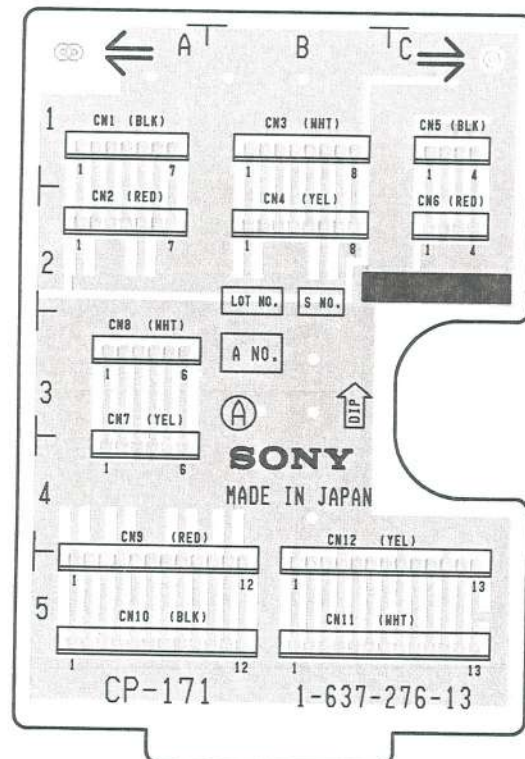 A B C
1
CN1 (BLK) CN3 (WHT) CN5 (BLK)
1 7 1 8 1 4
CN2 (RED) CN4 (YEL) CN6 (RED)
1 7 1 8 1 4
2
LOT NO. S NO.
CN8 (WHT)
A NO.
1 6
3
A
DIP
CN7 (YEL)
1 6
SONY
4
MADE IN JAPAN
CN9 (RED) CN12 (YEL)
1 12 1 13
5
CN10 (BLK) CN11 (WHT)
1 12 1 13
CP-171 1-637-276-13